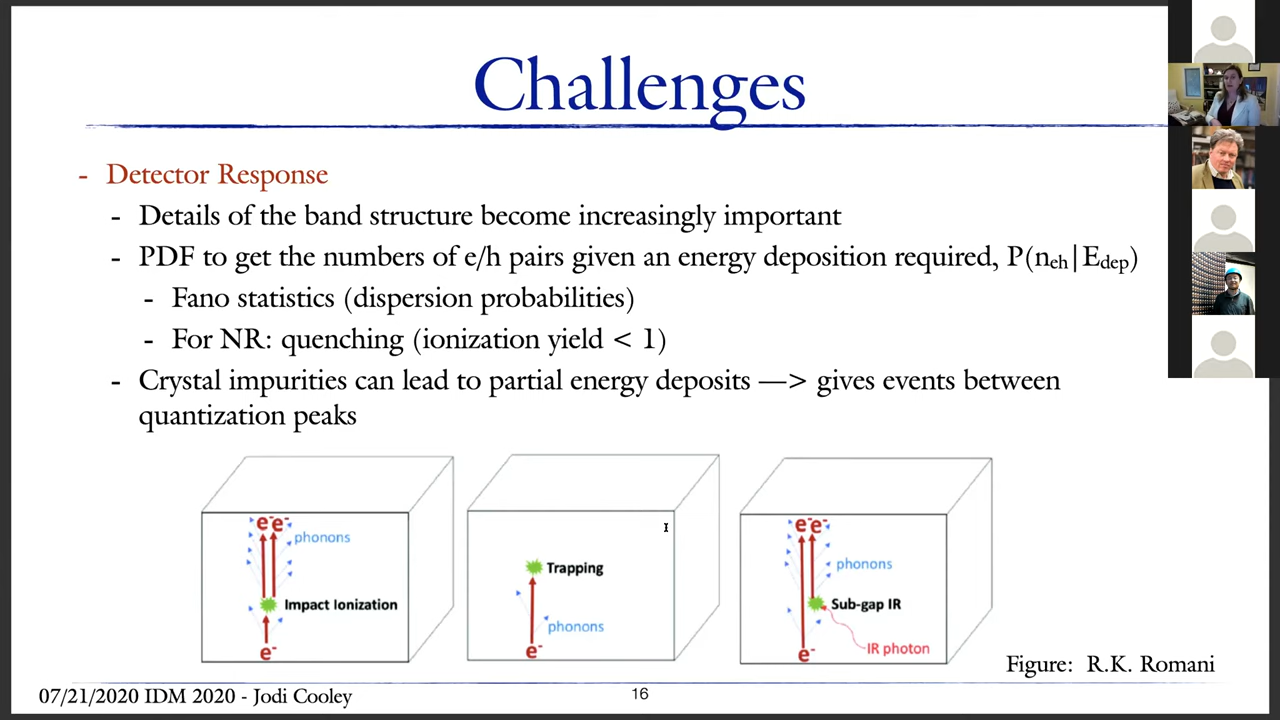 Challenges
- Detector Response
- Details of the band structure become increasingly important
- PDF to get the numbers of e/h pairs given an energy deposition required, P(neh|Edep)
- Fano statistics (dispersion probabilities)
- For NR: quenching (ionization yield < 1)
- Crystal impurities can lead to partial energy deposits —> gives events between
quantization peaks
e-e-
phonons
Impact Ionization
e-
Trapping
phonons
e-
e-e-
phonons
Sub-gap IR
IR photon
e-
Figure: R.K. Romani
07/21/2020 IDM 2020 - Jodi Cooley
16